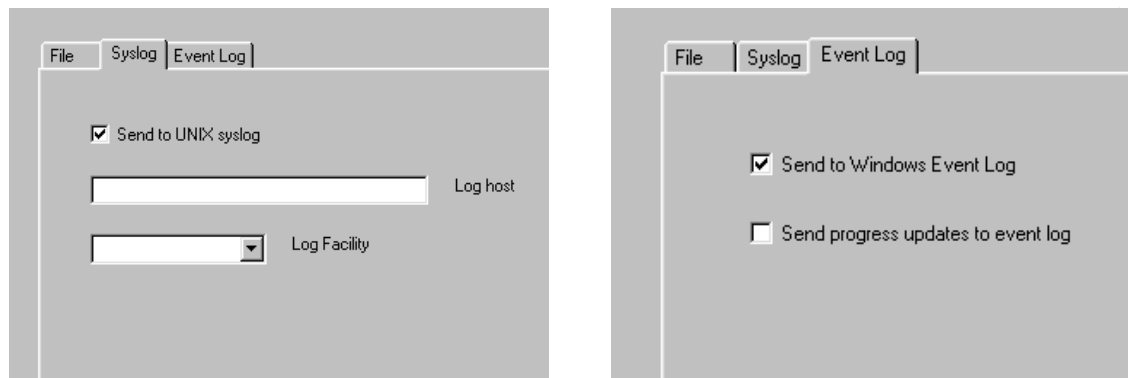 File Syslog Event Log
Send to UNIX syslog
Log host
Log Facility
File Syslog Event Log
Send to Windows Event Log
Send progress updates to event log